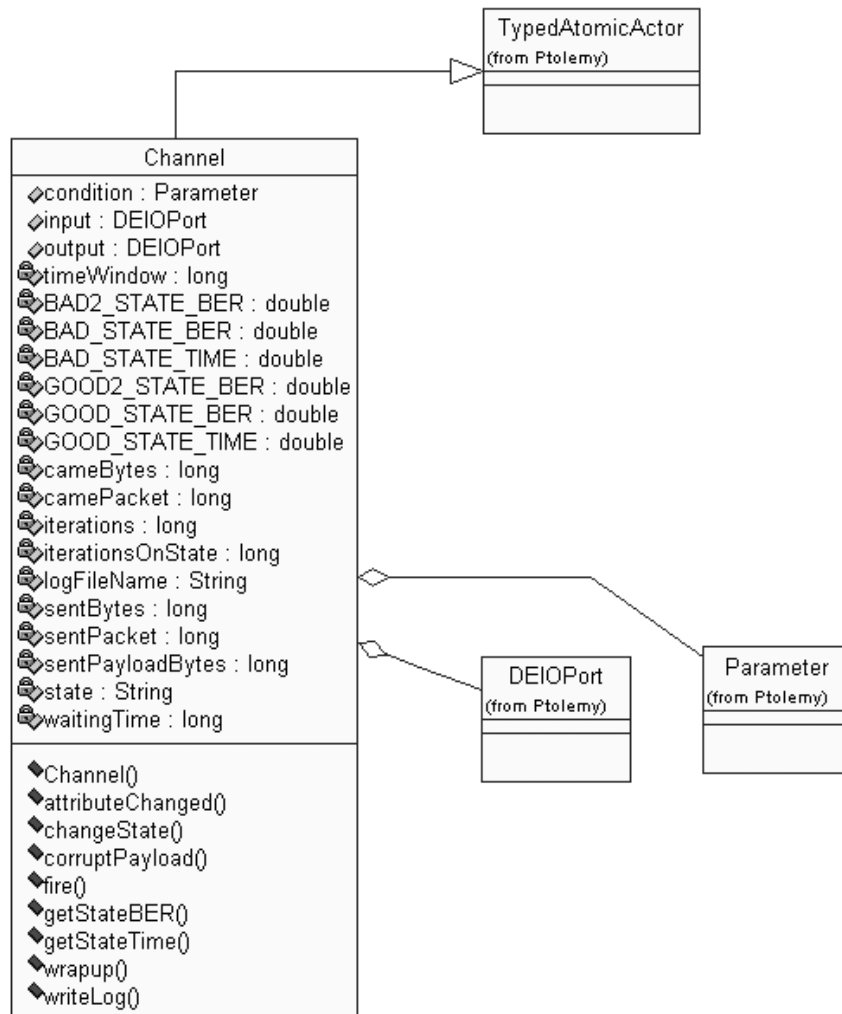 TypedAtomicActor
(from Ptolemy)
Channel
condition : Parameter
input : DEIOPort
output : DEIOPort
timeWindow : long
BAD2_STATE_BER : double
BAD_STATE_BER : double
BAD_STATE_TIME : double
GOOD2_STATE_BER : double
GOOD_STATE_BER : double
GOOD_STATE_TIME : double
cameBytes : long
camePacket : long
iterations : long
iterationsOnState : long
logFileName : String
sentBytes : long
sentPacket : long
sentPayloadBytes : long
state : String
waitingTime : long
Channel()
attributeChanged()
changeState()
corruptPayload()
fire()
getStateBER()
getStateTime()
wrapup()
writeLog()
DEIOPort
(from Ptolemy)
Parameter
(from Ptolemy)